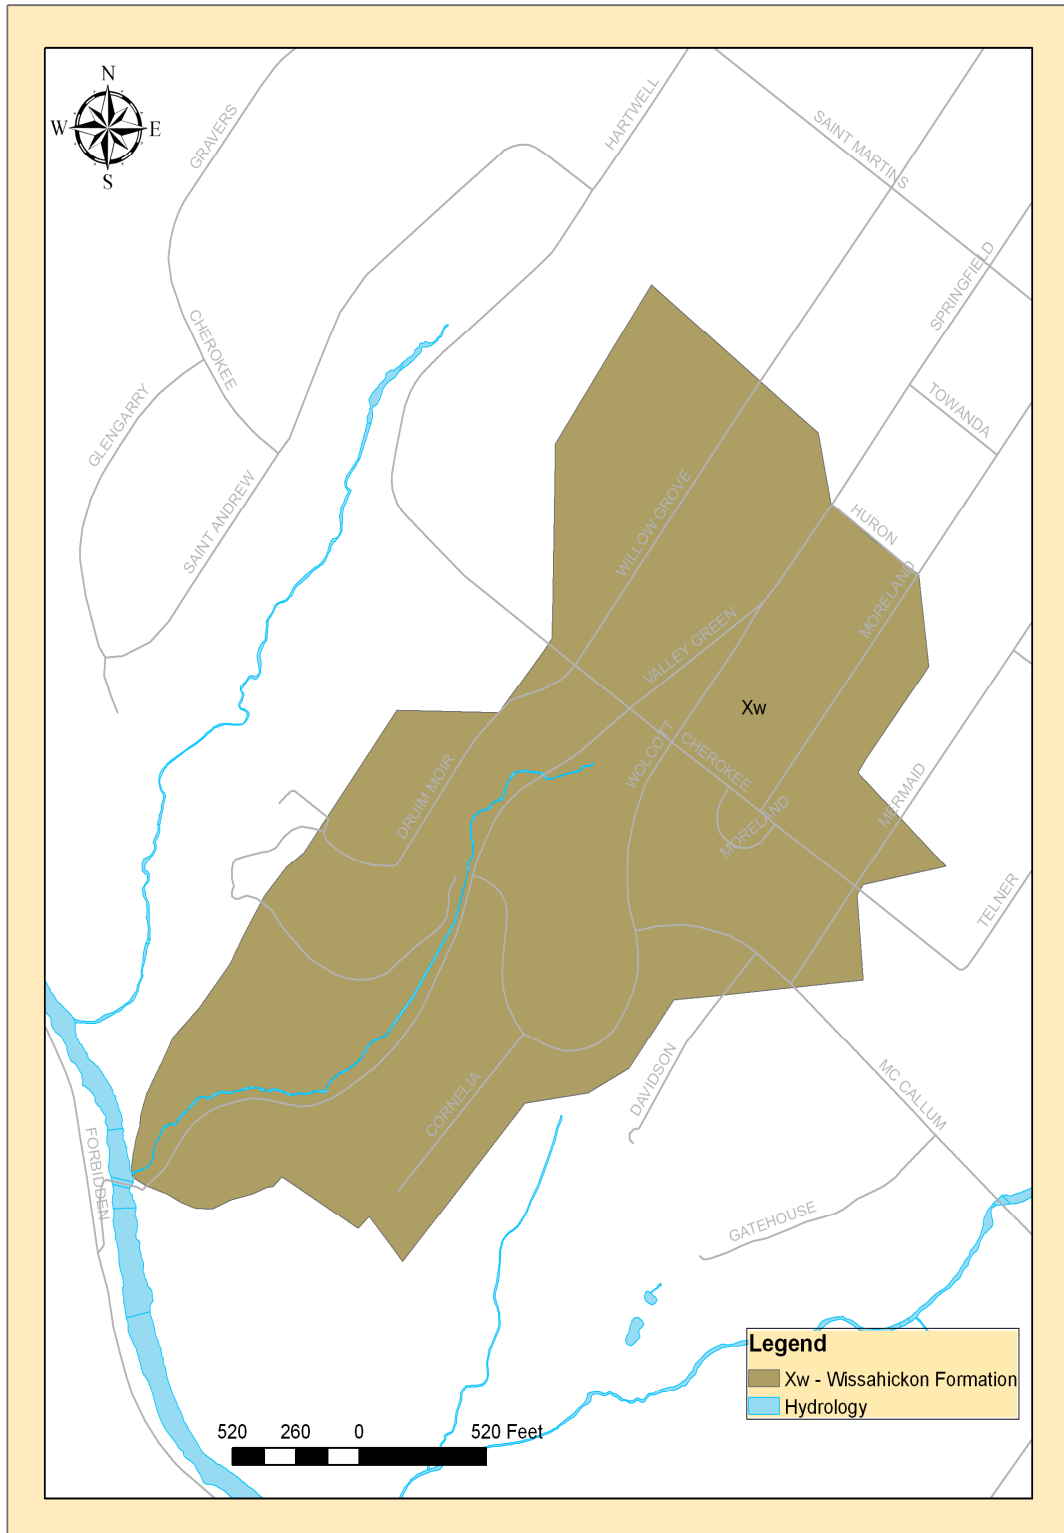 N
W E
S
GRAVERS
HARTWELL
SAINT MARTINS
SPRINGFIELD
CHEROKEE
GLENGARRY
TOWANDA
SAINT ANDREW
WILLOW GROVE
HURON
MORELAND
VALLEY GREEN
Xw
WOLCOTT
CHEROKEE
DRUIM MOIR
MORELAND
MERMAID
TELNER
DAVIDSON
CORNELIA
MC CALLUM
FORBIDDEN
GATEHOUSE
Legend
Xw - Wissahickon Formation
Hydrology
520 260 0 520 Feet